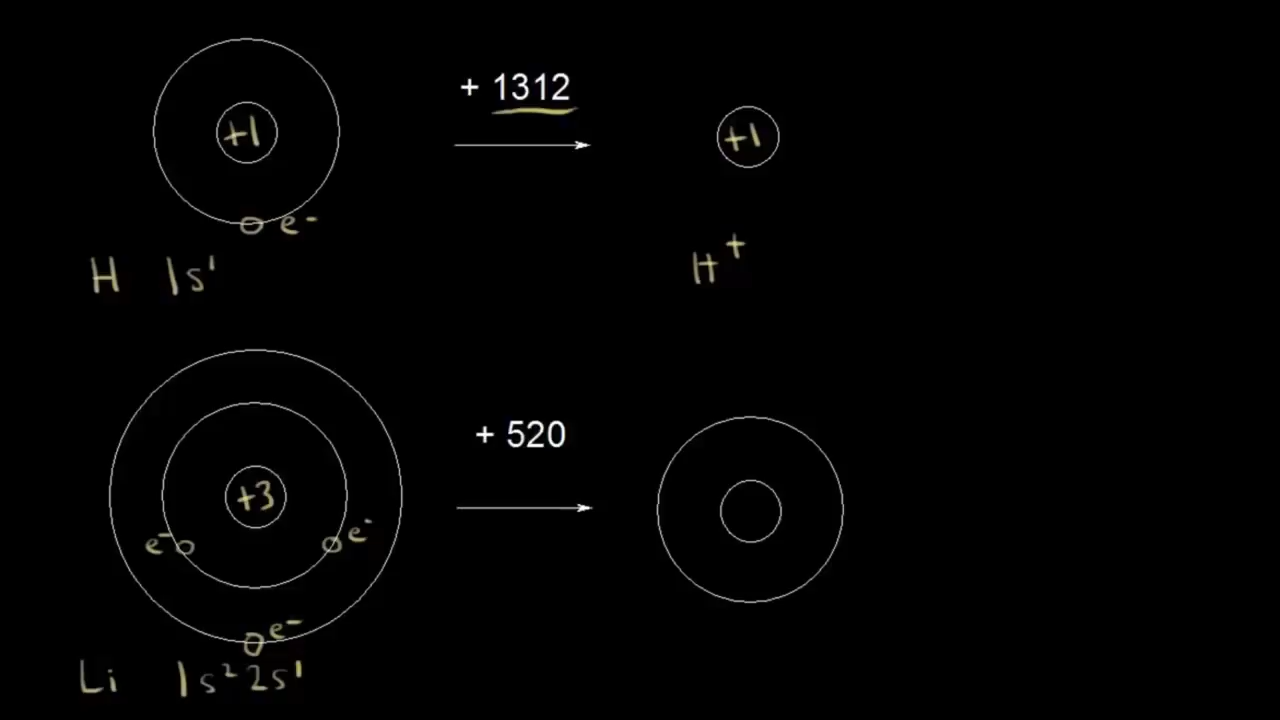 + 1312
+1
+1
e⁻
H 1s¹
H⁺
+ 520
+3
e⁻
e⁻
e⁻
Li 1s²2s¹